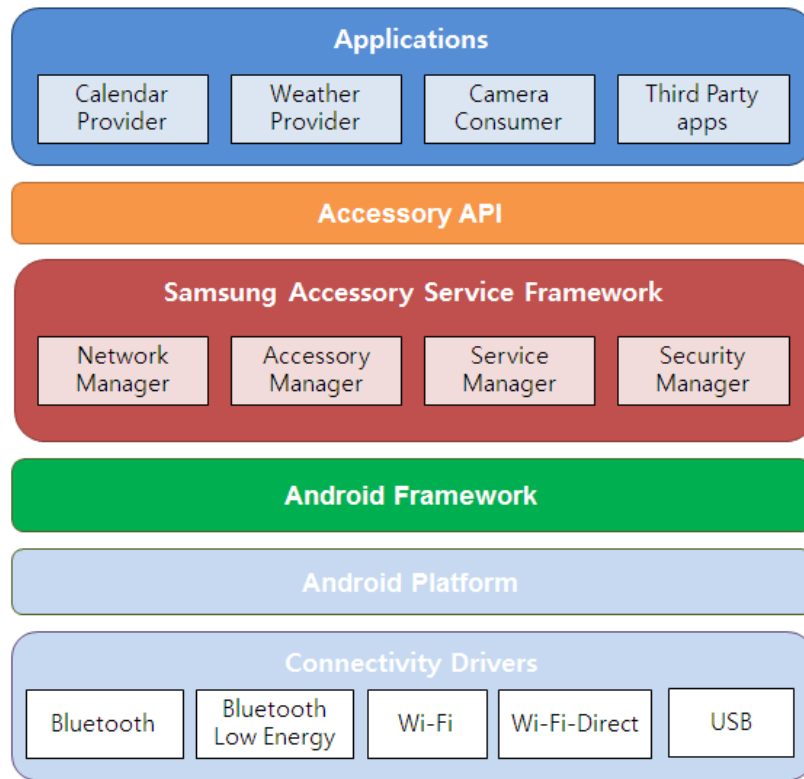 Applications
Calendar
Provider
Weather
Provider
Camera
Consumer
Third Party
apps
Accessory API
Samsung Accessory Service Framework
Network
Manager
Accessory
Manager
Service
Manager
Security
Manager
Android Framework
Android Platform
Connectivity Drivers
Bluetooth
Bluetooth
Low Energy
Wi-Fi
Wi-Fi-Direct
USB